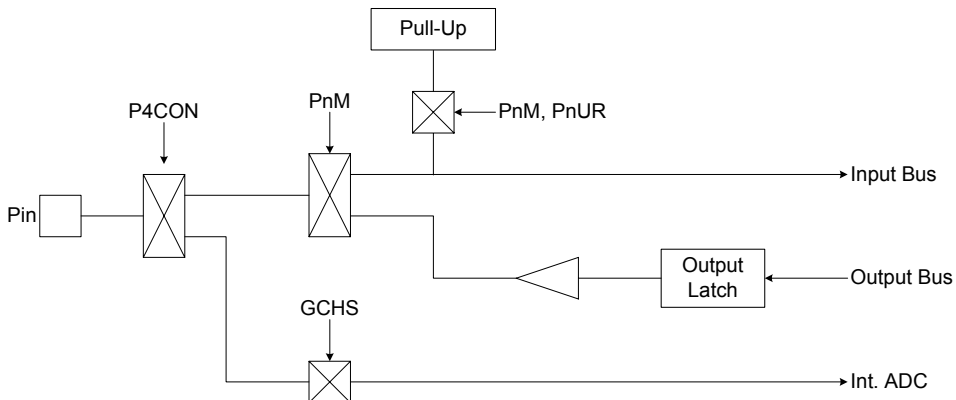 Pull-Up
P4CON
PnM
PnM, PnUR
Input Bus
Pin
Output
Latch
Output Bus
GCHS
Int. ADC